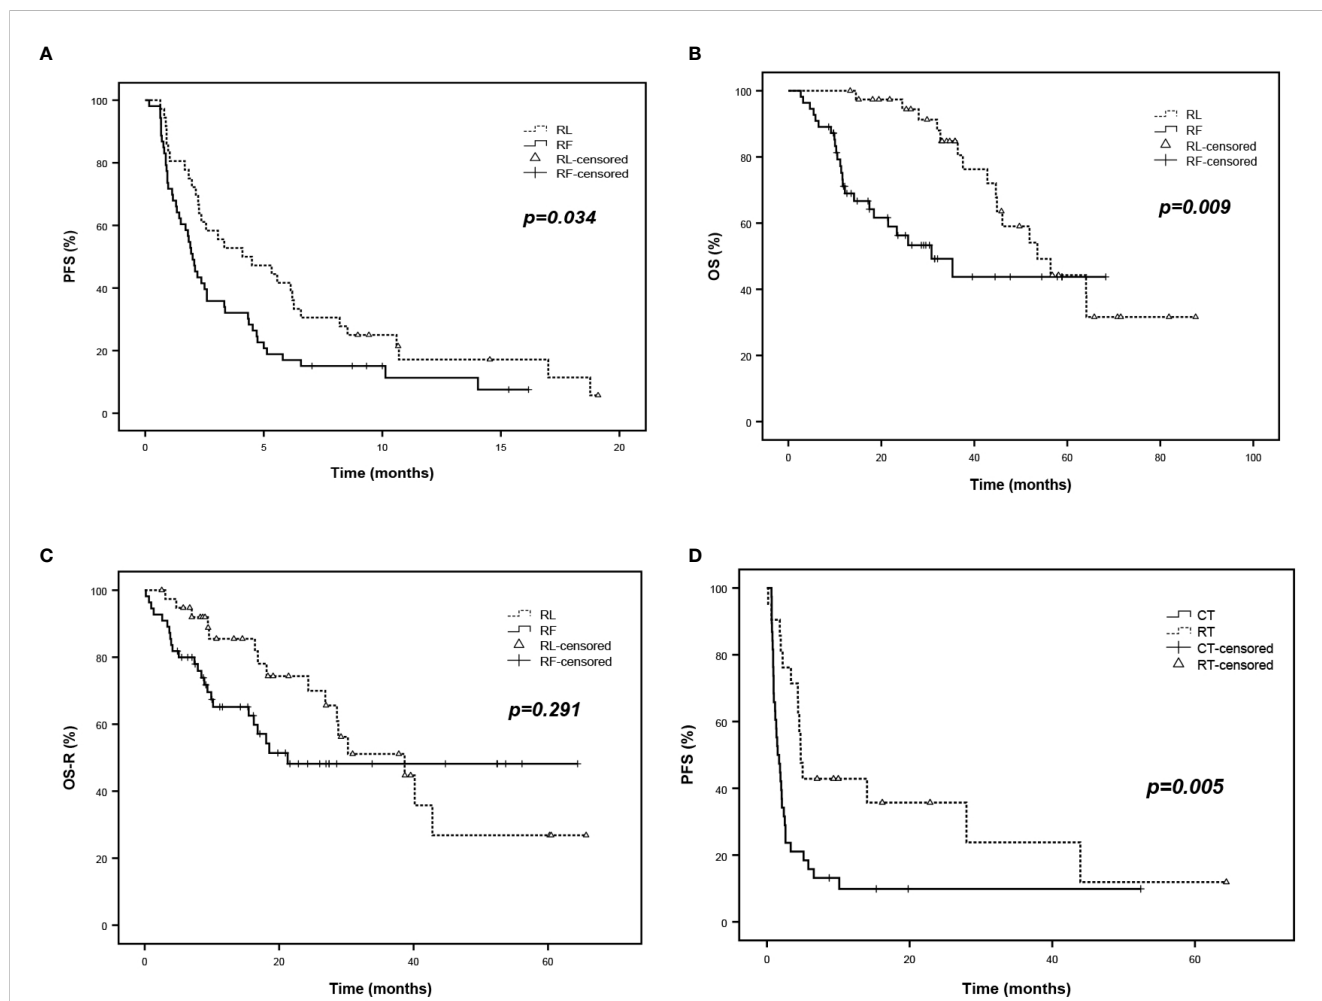 A
PFS (%)
100
80
60
40
20
0
0 5 10 15 20
Time (months)
RL
RF
RL-censored
RF-censored
p=0.034
B
OS (%)
100
80
60
40
20
0
0 20 40 60 80 100
Time (months)
RL
RF
RL-censored
RF-censored
p=0.009
C
OS-R (%)
100
80
60
40
20
0
0 20 40 60
Time (months)
RL
RF
RL-censored
RF-censored
p=0.291
D
PFS (%)
100
80
60
40
20
0
0 20 40 60
Time (months)
CT
RT
CT-censored
RT-censored
p=0.005